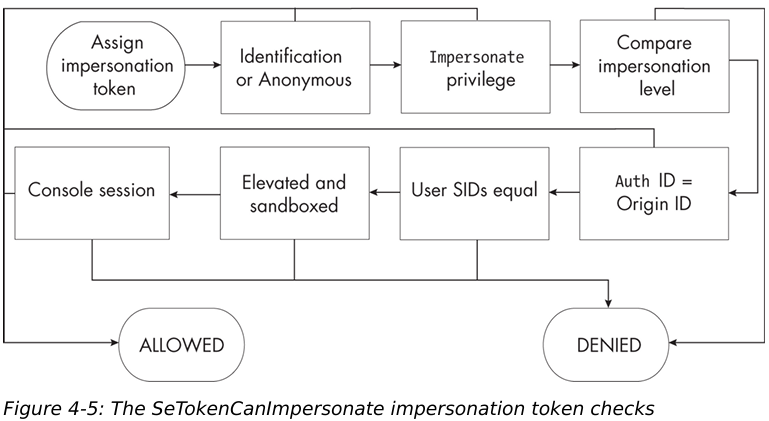 Assign
impersonation
token
Identification
or Anonymous
Impersonate
privilege
Compare
impersonation
level
Console session
Elevated and
sandboxed
User SIDs equal
Auth ID =
Origin ID
ALLOWED
DENIED
Figure 4-5: The SeTokenCanImpersonate impersonation token checks